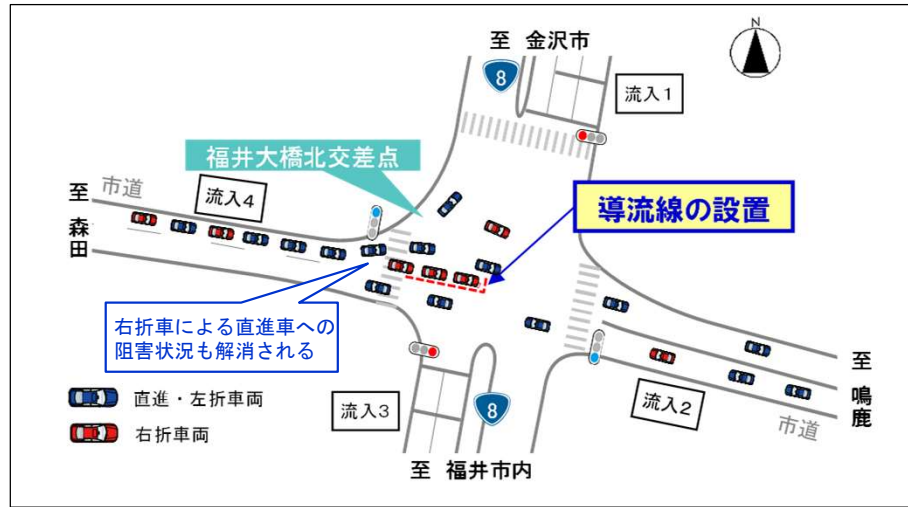 至 金沢市
N
8
流入1
福井大橋北交差点
至 森田
市道
流入4
導流線の設置
右折車による直進車への
阻害状況も解消される
直進・左折車両
右折車両
流入3
8
流入2
至 鳴鹿
市道
至 福井市内